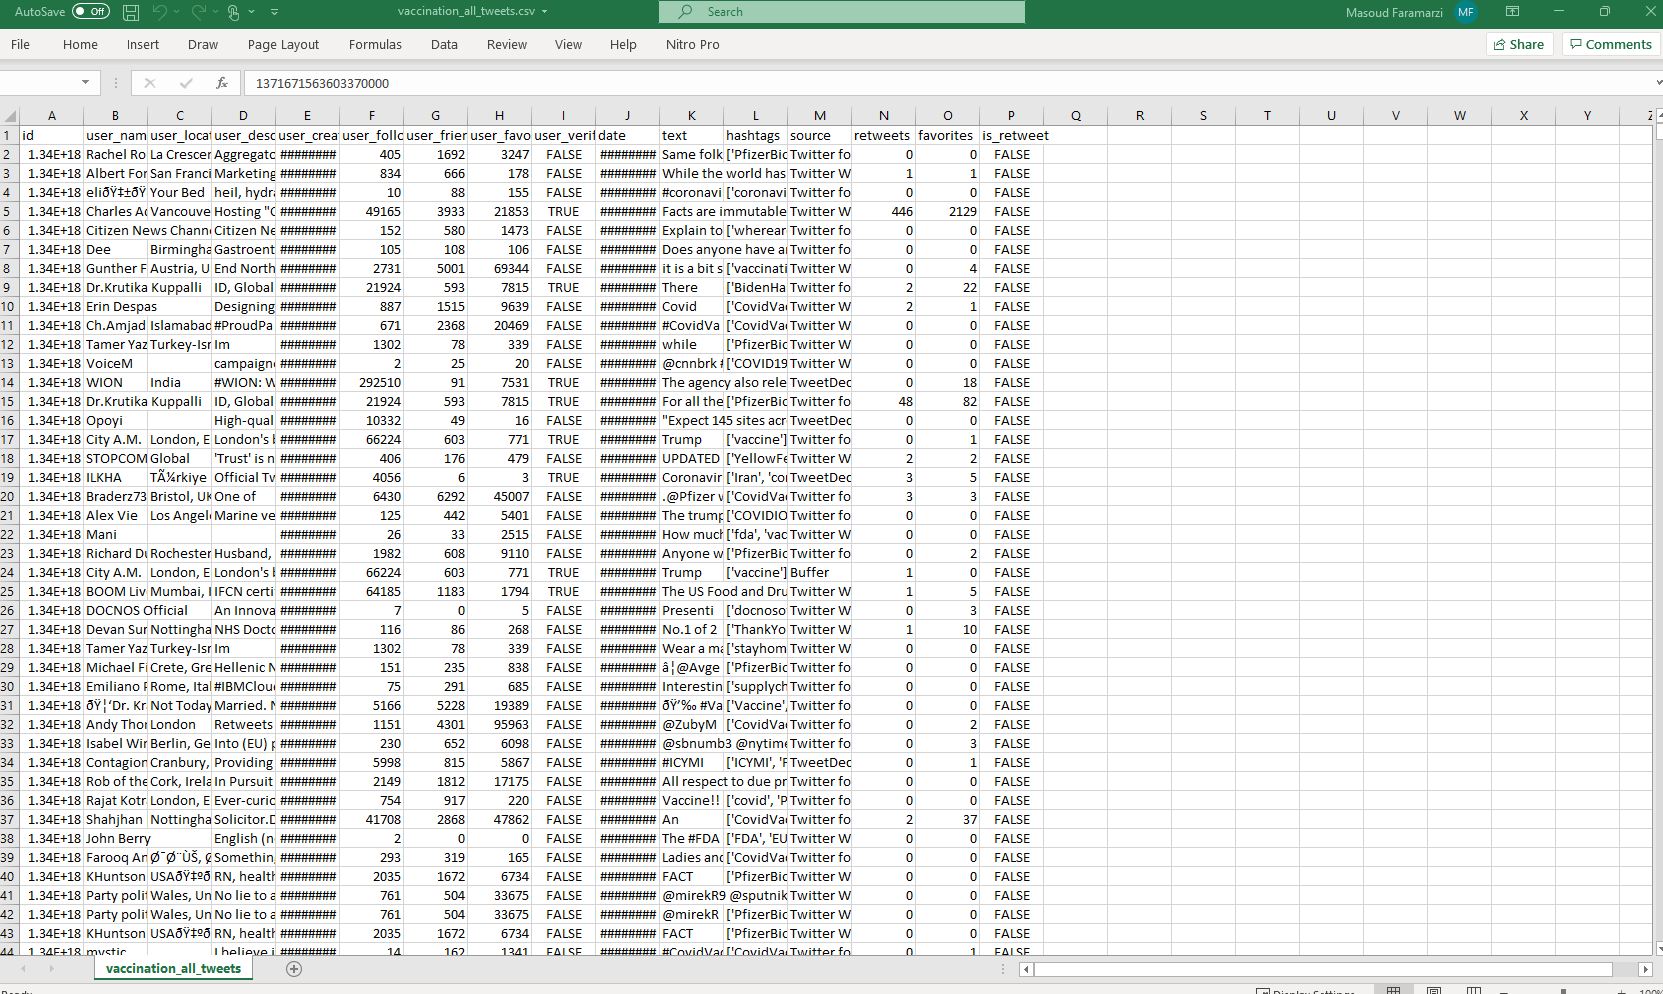 AutoSave Off vaccination_all_tweets.csv Search Masoud Faramarzi MF
File Home Insert Draw Page Layout Formulas Data Review View Help Nitro Pro Share Comments
fx 1371671563603370000
A B C D E F G H I J K L M N O P Q R S T U V W X Y Z
1 id user_nam user_locat user_desc user_crea user_follo user_frien user_favo user_verif date text hashtags source retweets favorites is_retweet
2 1.34E+18 Rachel Ro La Crescen Aggregato ######## 405 1692 3247 FALSE ######## Same folk ['PfizerBio Twitter fo 0 0 FALSE
3 1.34E+18 Albert For San Franci Marketing ######## 834 666 178 FALSE ######## While the world has Twitter W 1 1 FALSE
4 1.34E+18 eliðŸ‡±ðŸ Your Bed heil, hydra ######## 10 88 155 FALSE ######## #coronavi ['coronavi Twitter fo 0 0 FALSE
5 1.34E+18 Charles Ad Vancouve Hosting "C ######## 49165 3933 21853 TRUE ######## Facts are immutable Twitter W 446 2129 FALSE
6 1.34E+18 Citizen News Chann Citizen Ne ######## 152 580 1473 FALSE ######## Explain to ['wherear Twitter fo 0 0 FALSE
7 1.34E+18 Dee Birmingha Gastroent ######## 105 108 106 FALSE ######## Does anyone have a Twitter fo 0 0 FALSE
8 1.34E+18 Gunther F Austria, U End North ######## 2731 5001 69344 FALSE ######## it is a bit s ['vaccinati Twitter W 0 4 FALSE
9 1.34E+18 Dr.Krutika Kuppalli ID, Global ######## 21924 593 7815 TRUE ######## There ['BidenHa Twitter fo 2 22 FALSE
10 1.34E+18 Erin Despas Designing ######## 887 1515 9639 FALSE ######## Covid ['CovidVac Twitter W 2 1 FALSE
11 1.34E+18 Ch.Amjad Islamabad #ProudPa ######## 671 2368 20469 FALSE ######## #CovidVa ['CovidVac Twitter W 0 0 FALSE
12 1.34E+18 Tamer Yaz Turkey-Isr Im ######## 1302 78 339 FALSE ######## while ['PfizerBio Twitter W 0 0 FALSE
13 1.34E+18 VoiceM campaigne ######## 2 25 20 FALSE ######## @cnnbrk # ['COVID19 Twitter W 0 0 FALSE
14 1.34E+18 WION India #WION: W ######## 292510 91 7531 TRUE ######## The agency also rele TweetDec 0 18 FALSE
15 1.34E+18 Dr.Krutika Kuppalli ID, Global ######## 21924 593 7815 TRUE ######## For all the ['PfizerBio Twitter fo 48 82 FALSE
16 1.34E+18 Opoyi High-qual ######## 10332 49 16 FALSE ######## "Expect 145 sites acr TweetDec 0 0 FALSE
17 1.34E+18 City A.M. London, E London's b ######## 66224 603 771 TRUE ######## Trump ['vaccine'] Twitter fo 0 1 FALSE
18 1.34E+18 STOPCOM Global 'Trust' is n ######## 406 176 479 FALSE ######## UPDATED ['YellowFe Twitter W 2 2 FALSE
19 1.34E+18 ILKHA TÃ¼rkiye Official Tw ######## 4056 6 3 TRUE ######## Coronavir ['Iran', 'cor TweetDec 3 5 FALSE
20 1.34E+18 Braderz73 Bristol, UK One of ######## 6430 6292 45007 FALSE ######## .@Pfizer w ['CovidVac Twitter fo 3 3 FALSE
21 1.34E+18 Alex Vie Los Angele Marine ve ######## 125 442 5401 FALSE ######## The trump ['COVIDIO Twitter W 0 0 FALSE
22 1.34E+18 Mani ######## 26 33 2515 FALSE ######## How much ['fda', 'vac Twitter W 0 0 FALSE
23 1.34E+18 Richard Du Rochester Husband, ######## 1982 608 9110 FALSE ######## Anyone w ['PfizerBio Twitter fo 0 2 FALSE
24 1.34E+18 City A.M. London, E London's b ######## 66224 603 771 TRUE ######## Trump ['vaccine'] Buffer 1 0 FALSE
25 1.34E+18 BOOM Liv Mumbai, I IFCN certi ######## 64185 1183 1794 TRUE ######## The US Food and Dru Twitter W 1 5 FALSE
26 1.34E+18 DOCNOS Official An Innova ######## 7 0 5 FALSE ######## Presenti ['docnoso Twitter W 0 3 FALSE
27 1.34E+18 Devan Sur Nottingha NHS Docto ######## 116 86 268 FALSE ######## No.1 of 2 ['ThankYo Twitter W 1 10 FALSE
28 1.34E+18 Tamer Yaz Turkey-Isr Im ######## 1302 78 339 FALSE ######## Wear a ma ['stayhom Twitter W 0 0 FALSE
29 1.34E+18 Michael Fi Crete, Gre Hellenic N ######## 151 235 838 FALSE ######## â¦@Avge ['PfizerBio Twitter fo 0 0 FALSE
30 1.34E+18 Emiliano P Rome, Ital #IBMClou ######## 75 291 685 FALSE ######## Interestin ['supplych Twitter fo 0 0 FALSE
31 1.34E+18 ðŸ¦‘Dr. Kr Not Today Married. N ######## 5166 5228 19389 FALSE ######## ðŸ’‰ #Va ['Vaccine', Twitter fo 0 0 FALSE
32 1.34E+18 Andy Thor London Retweets ######## 1151 4301 95963 FALSE ######## @ZubyM ['CovidVac Twitter fo 0 2 FALSE
33 1.34E+18 Isabel Wir Berlin, Ge Into (EU) p ######## 230 652 6098 FALSE ######## @sbnumb3 @nytime Twitter fo 0 3 FALSE
34 1.34E+18 Contagion Cranbury, Providing ######## 5998 815 5867 FALSE ######## #ICYMI ['ICYMI', 'F TweetDec 0 1 FALSE
35 1.34E+18 Rob of the Cork, Irela In Pursuit ######## 2149 1812 17175 FALSE ######## All respect to due pr Twitter fo 0 0 FALSE
36 1.34E+18 Rajat Kotr London, E Ever-curio ######## 754 917 220 FALSE ######## Vaccine!! ['covid', 'P Twitter fo 0 0 FALSE
37 1.34E+18 Shahjhan Nottingha Solicitor.D ######## 41708 2868 47862 FALSE ######## An ['CovidVac Twitter fo 2 37 FALSE
38 1.34E+18 John Berry English (n ######## 2 0 0 FALSE ######## The #FDA ['FDA', 'EU Twitter W 0 0 FALSE
39 1.34E+18 Farooq An Something ######## 293 319 165 FALSE ######## Ladies and ['CovidVac Twitter fo 0 0 FALSE
40 1.34E+18 KHuntson USAðŸ‡ºð RN, health ######## 2035 1672 6734 FALSE ######## FACT ['PfizerBio Twitter W 0 0 FALSE
41 1.34E+18 Party polit Wales, Un No lie to a ######## 761 504 33675 FALSE ######## @mirekR9 @sputnik Twitter W 0 0 FALSE
42 1.34E+18 Party polit Wales, Un No lie to a ######## 761 504 33675 FALSE ######## @mirekR ['PfizerBio Twitter W 0 0 FALSE
43 1.34E+18 KHuntson USAðŸ‡ºð RN, health ######## 2035 1672 6734 FALSE ######## FACT ['PfizerBio Twitter W 0 0 FALSE
44 1.34E+18 mystic I believe i ######## 14 162 1341 FALSE ######## #CovidVac ['CovidVac Twitter fo 0 1 FALSE
vaccination_all_tweets
Ready Display Settings 100%